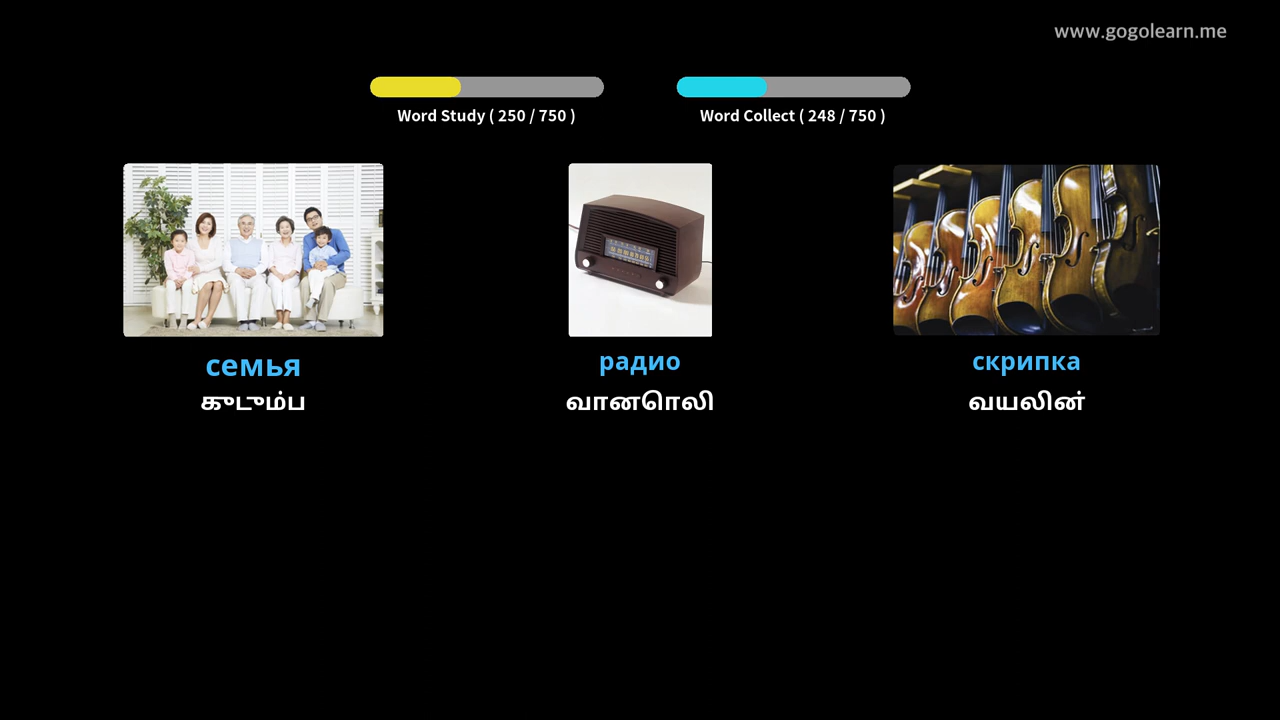 www.gogolearn.me
Word Study ( 250 / 750 )
Word Collect ( 248 / 750 )
семья
радио
скрипка
குடும்ப
வானொலி
வயலின்